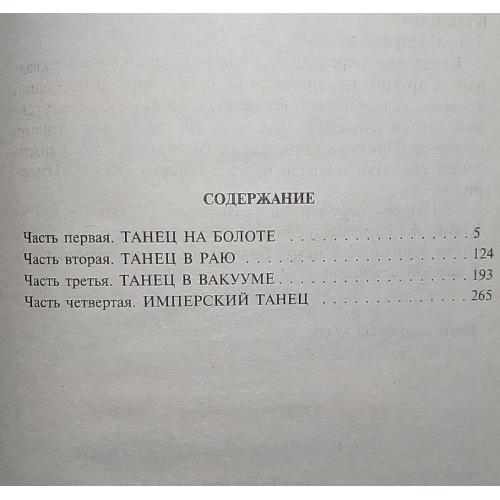 СОДЕРЖАНИЕ
Часть первая. ТАНЕЦ НА БОЛОТЕ . . . . . . . . . . . . . . . . . 5
Часть вторая. ТАНЕЦ В РАЮ . . . . . . . . . . . . . . . . . . . . 124
Часть третья. ТАНЕЦ В ВАКУУМЕ . . . . . . . . . . . . . . . . . 193
Часть четвертая. ИМПЕРСКИЙ ТАНЕЦ . . . . . . . . . . . . . . 265